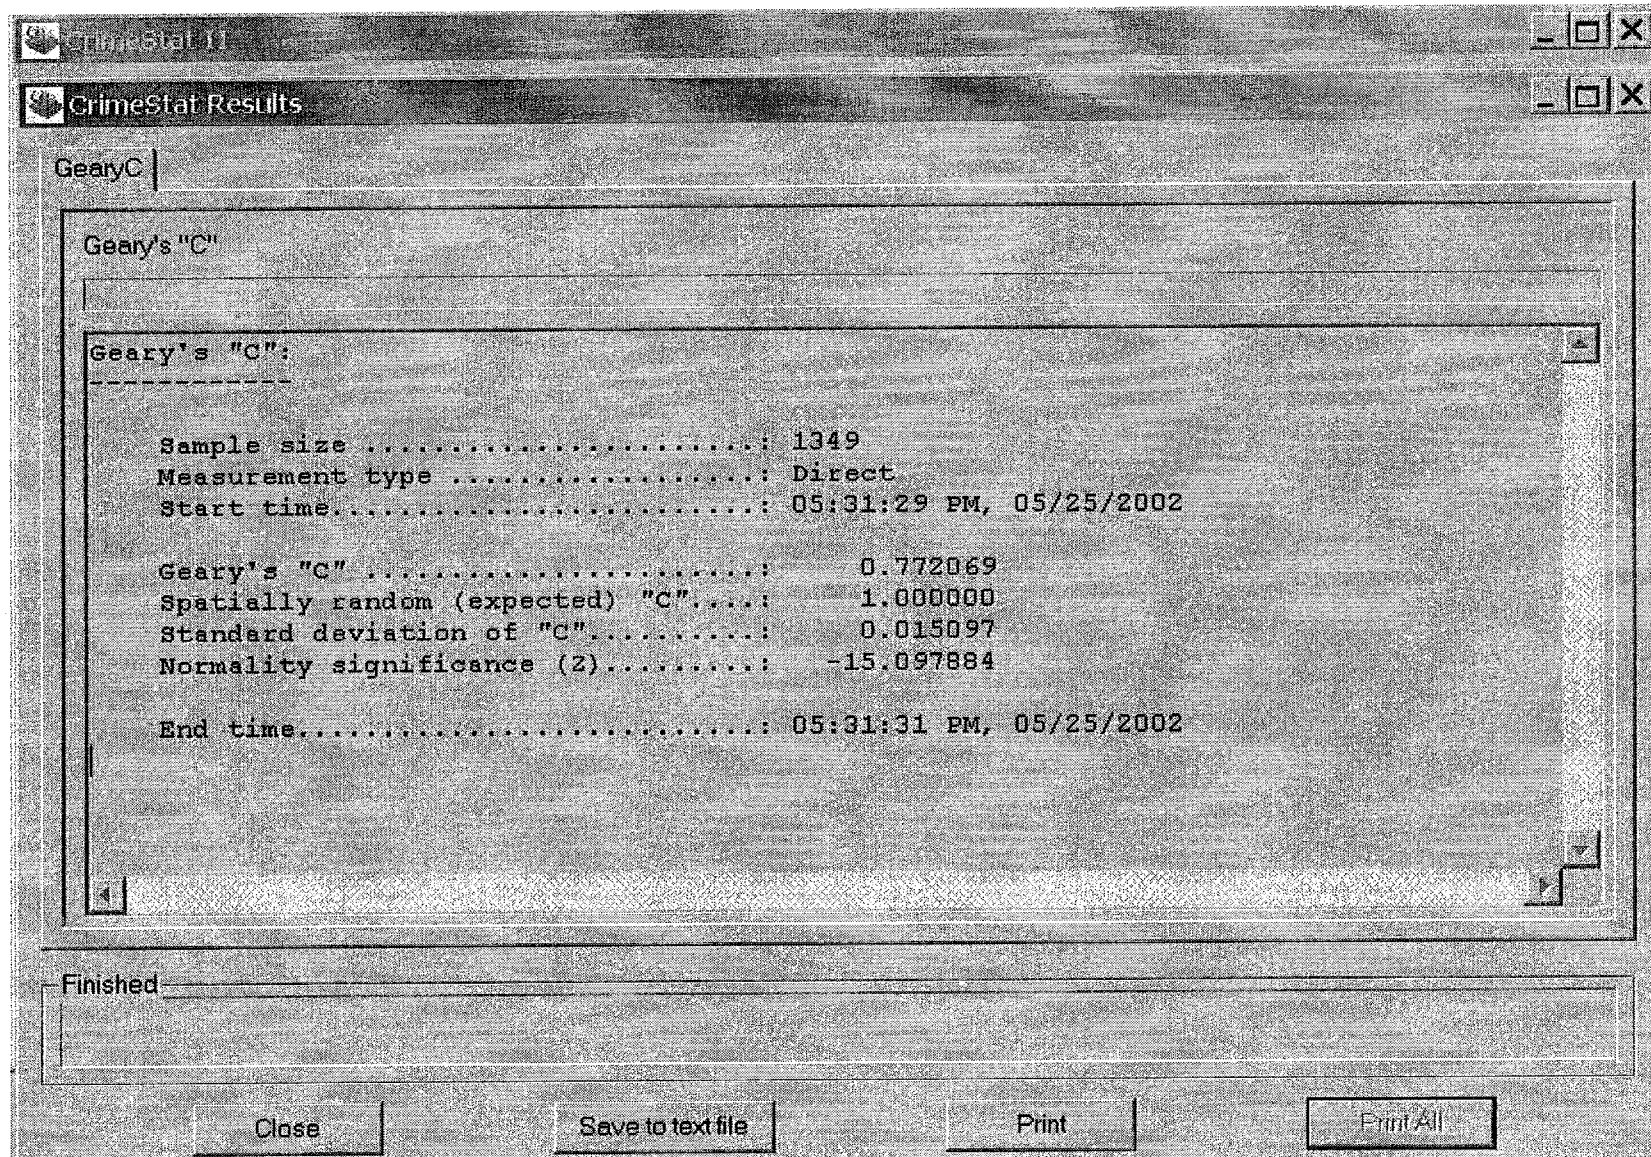 CrimeStat II
CrimeStat Results
GearyC
Geary's "C"
Geary's "C":
------------
Sample size .......................: 1349
Measurement type ..................: Direct
Start time.........................: 05:31:29 PM, 05/25/2002
Geary's "C" .......................: 0.772069
Spatially random (expected) "C"....: 1.000000
Standard deviation of "C"..........: 0.015097
Normality significance (Z).........: -15.097884
End time...........................: 05:31:31 PM, 05/25/2002
Finished
Close Save to text file Print Print All